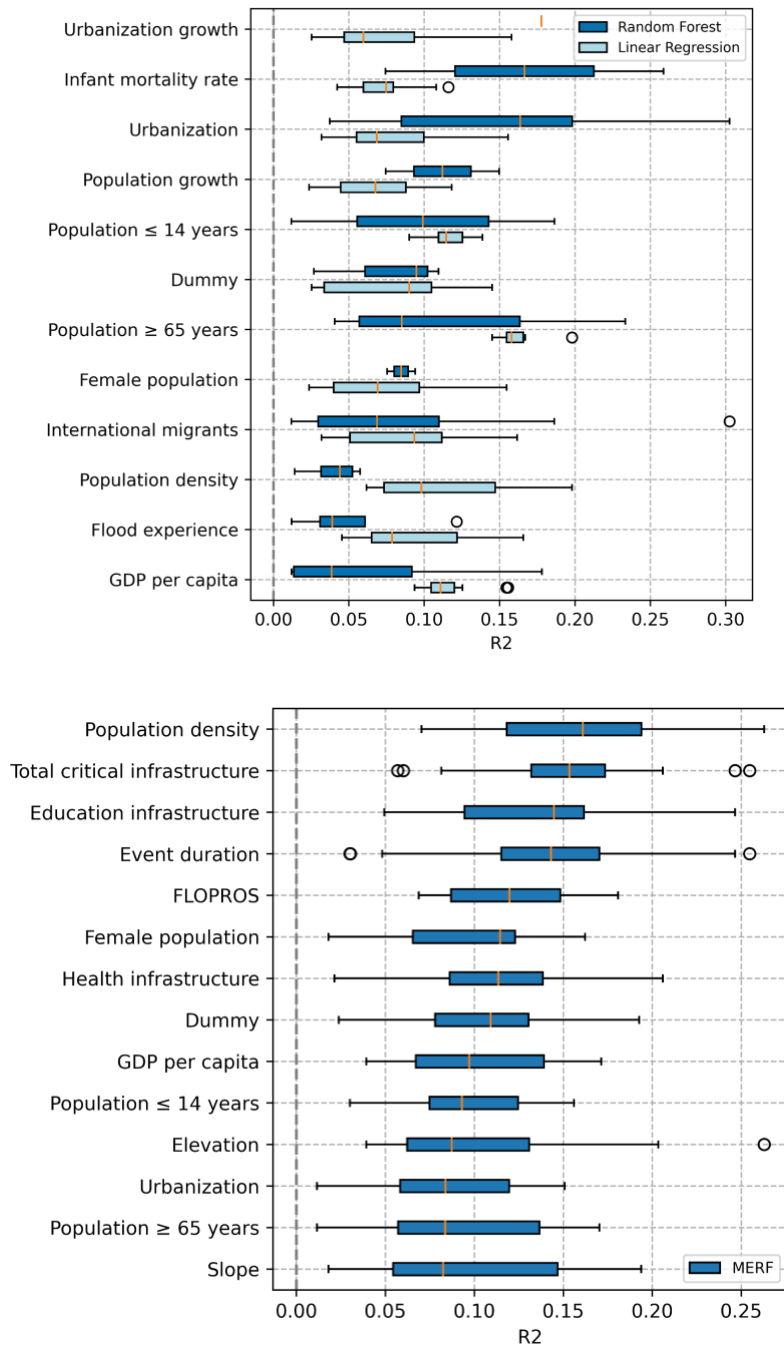 Urbanization growth
Infant mortality rate
Urbanization
Population growth
Population ≤ 14 years
Dummy
Population ≥ 65 years
Female population
International migrants
Population density
Flood experience
GDP per capita
Random Forest
Linear Regression
0.00 0.05 0.10 0.15 0.20 0.25 0.30
R2
Population density
Total critical infrastructure
Education infrastructure
Event duration
FLOPROS
Female population
Health infrastructure
Dummy
GDP per capita
Population ≤ 14 years
Elevation
Urbanization
Population ≥ 65 years
Slope
MERF
0.00 0.05 0.10 0.15 0.20 0.25
R2